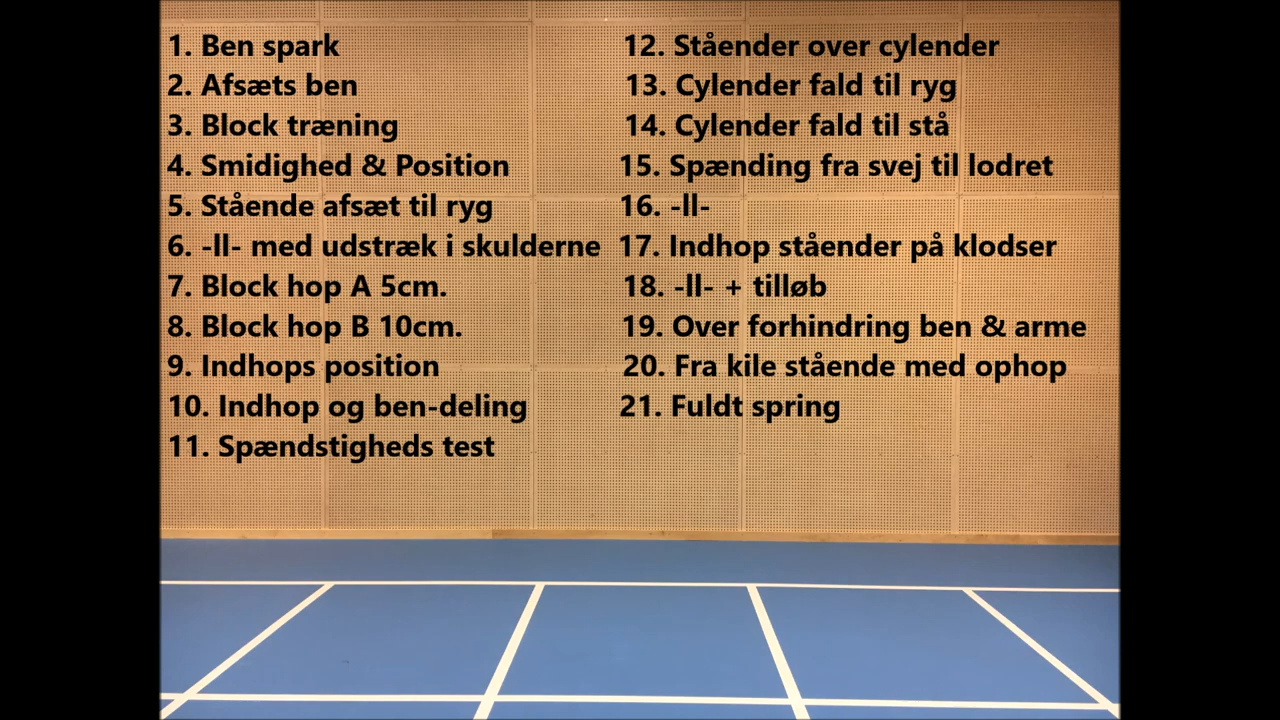 1. Ben spark
2. Afsæts ben
3. Block træning
4. Smidighed & Position
5. Stående afsæt til ryg
6. -ll- med udstræk i skulderne
7. Block hop A 5cm.
8. Block hop B 10cm.
9. Indhops position
10. Indhop og ben-deling
11. Spændstigheds test
12. Ståender over cylender
13. Cylender fald til ryg
14. Cylender fald til stå
15. Spænding fra svej til lodret
16. -ll-
17. Indhop ståender på klodser
18. -ll- + tilløb
19. Over forhindring ben & arme
20. Fra kile stående med ophop
21. Fuldt spring